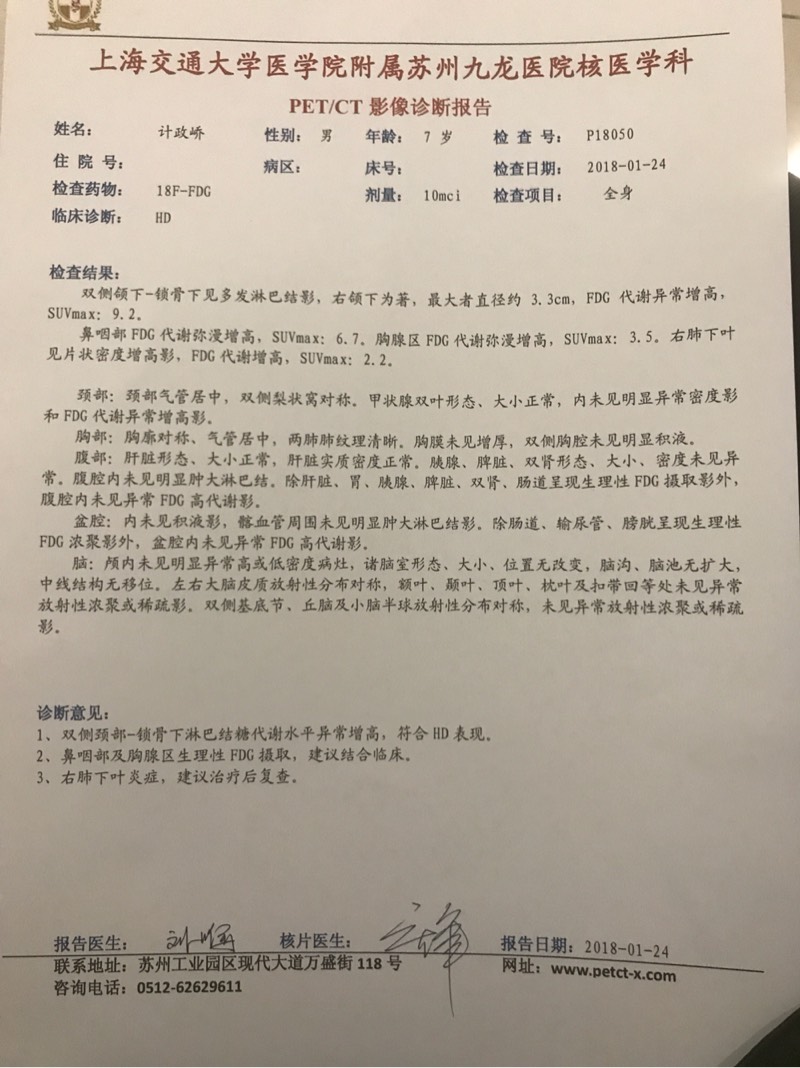 上海交通大学医学院附属苏州九龙医院核医学科
PET/CT 影像诊断报告
姓名： 计政峤 性别： 男 年龄： 7 岁 检 查 号： P18050
住 院 号： 病区： 床号： 检查日期： 2018-01-24
检查药物： 18F-FDG 剂量： 10mci 检查项目： 全身
临床诊断： HD
检查结果：
双侧颌下-锁骨下见多发淋巴结影，右颌下为著，最大者直径约 3.3cm，FDG 代谢异常增高，
SUVmax：9.2。
鼻咽部 FDG 代谢弥漫增高，SUVmax：6.7。胸腺区 FDG 代谢弥漫增高，SUVmax：3.5。右肺下叶
见片状密度增高影，FDG 代谢增高，SUVmax：2.2。
颈部：颈部气管居中，双侧梨状窝对称。甲状腺双叶形态、大小正常，内未见明显异常密度影
和 FDG 代谢异常增高影。
胸部：胸廓对称、气管居中，两肺肺纹理清晰。胸膜未见增厚，双侧胸腔未见明显积液。
腹部：肝脏形态、大小正常，肝脏实质密度正常。胰腺、脾脏、双肾形态、大小、密度未见异
常。腹腔内未见明显肿大淋巴结。除肝脏、胃、胰腺、脾脏、双肾、肠道呈现生理性 FDG 摄取影外，
腹腔内未见异常 FDG 高代谢影。
盆腔：内未见积液影，髂血管周围未见明显肿大淋巴结影。除肠道、输尿管、膀胱呈现生理性
FDG 浓聚影外，盆腔内未见异常 FDG 高代谢影。
脑：颅内未见明显异常高或低密度病灶，诸脑室形态、大小、位置无改变，脑沟、脑池无扩大，
中线结构无移位。左右大脑皮质放射性分布对称，额叶、颞叶、顶叶、枕叶及扣带回等处未见异常
放射性浓聚或稀疏影。双侧基底节、丘脑及小脑半球放射性分布对称，未见异常放射性浓聚或稀疏
影。
诊断意见：
1、双侧颈部-锁骨下淋巴结糖代谢水平异常增高，符合 HD 表现。
2、鼻咽部及胸腺区生理性 FDG 摄取，建议结合临床。
3、右肺下叶炎症，建议治疗后复查。
报告医生： 核片医生： 报告日期：2018-01-24
联系地址：苏州工业园区现代大道万盛街 118 号 网址：www.petct-x.com
咨询电话：0512-62629611